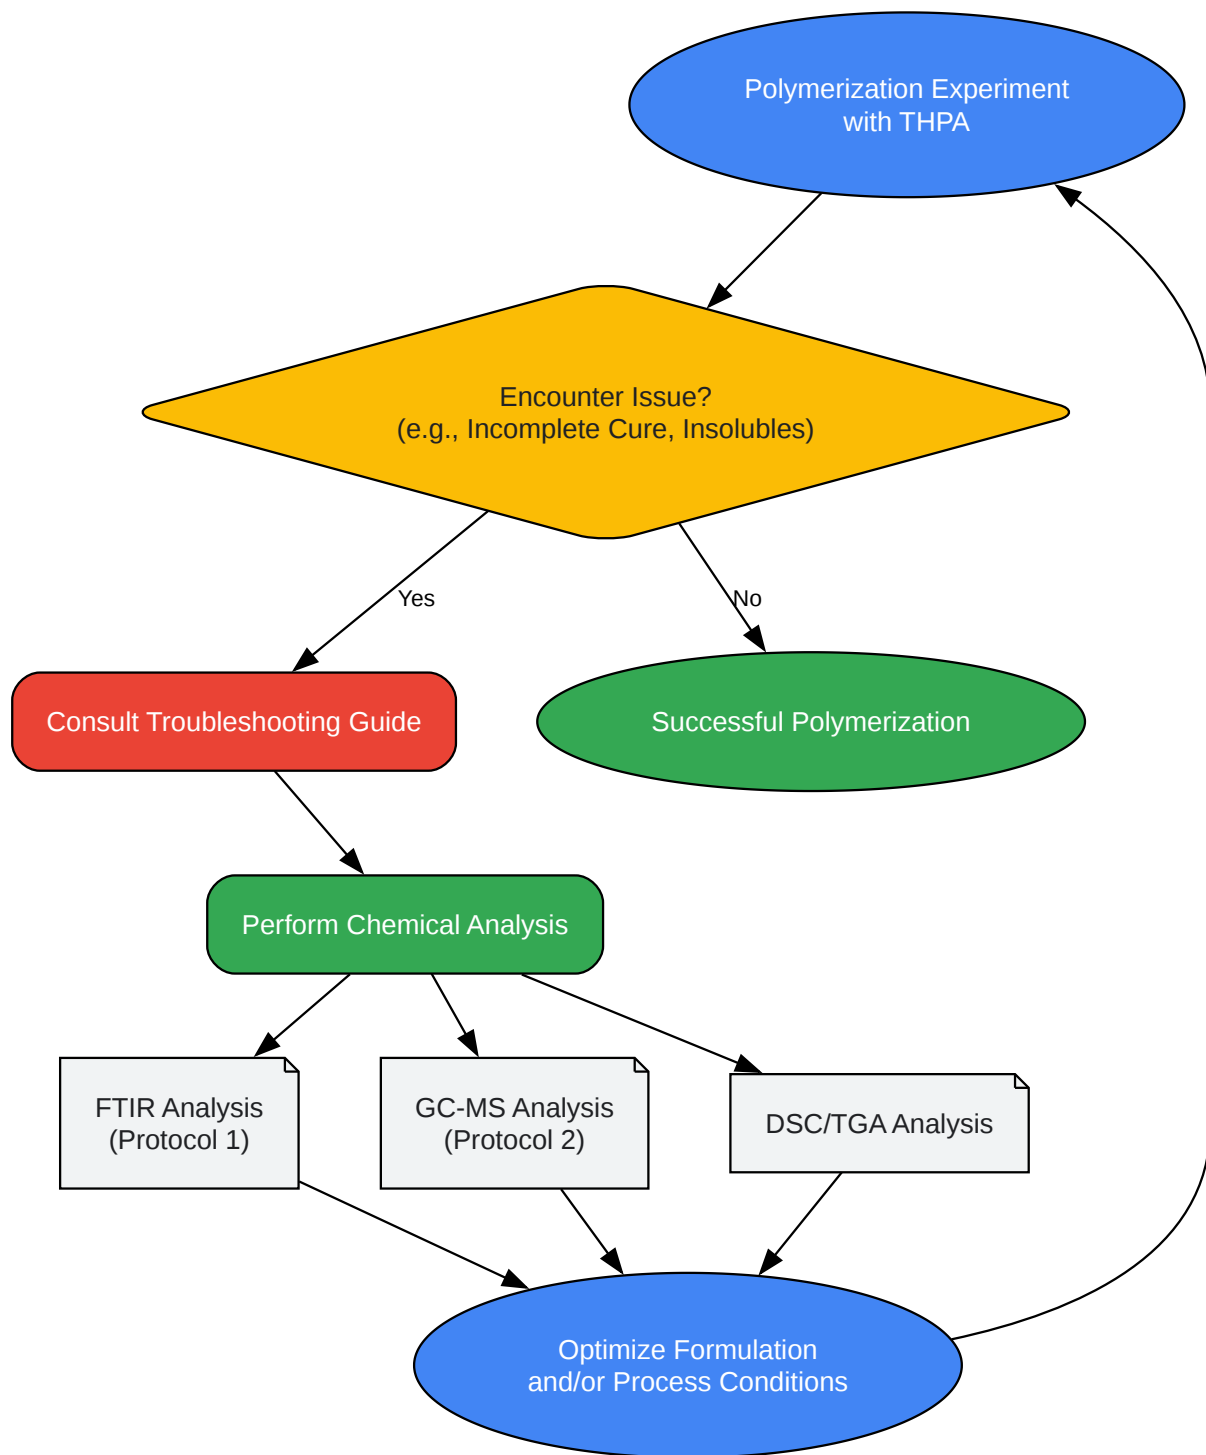 Polymerization Experiment
with THPA
Encounter Issue?
(e.g., Incomplete Cure, Insolubles)
Yes
No
Consult Troubleshooting Guide
Successful Polymerization
Perform Chemical Analysis
FTIR Analysis
(Protocol 1)
GC-MS Analysis
(Protocol 2)
DSC/TGA Analysis
Optimize Formulation
and/or Process Conditions